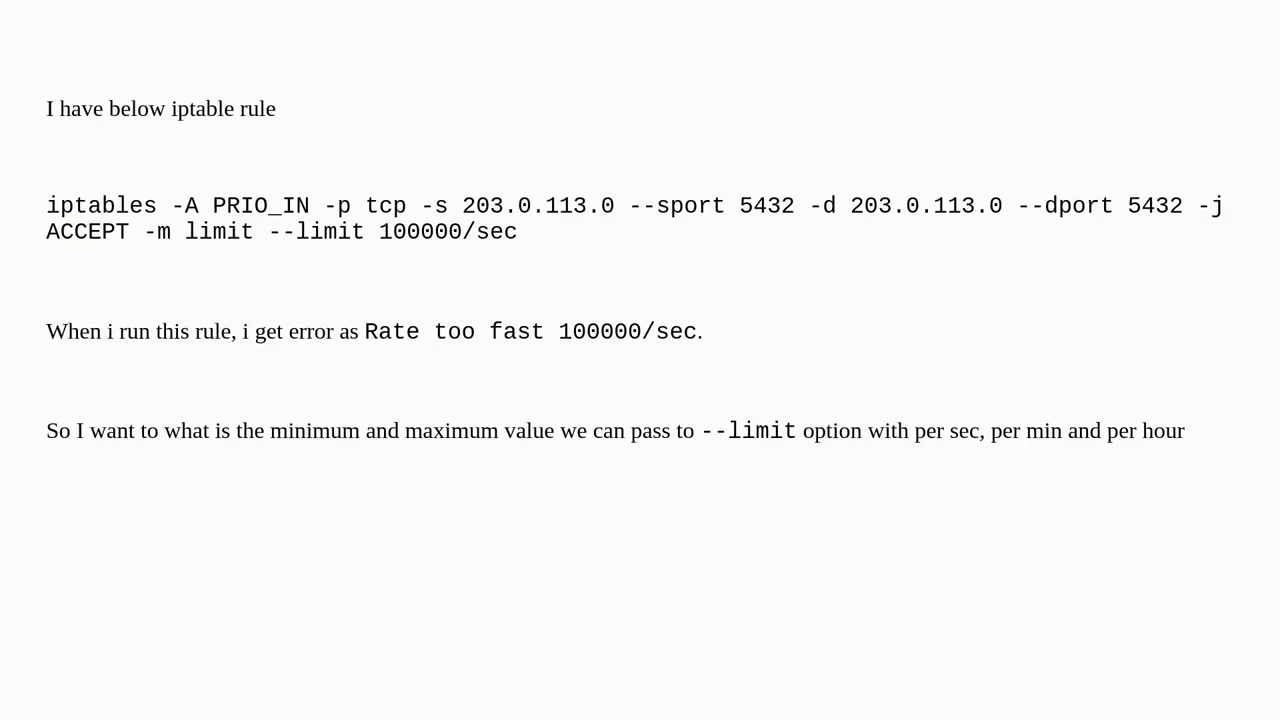 I have below iptable rule
iptables -A PRIO_IN -p tcp -s 203.0.113.0 --sport 5432 -d 203.0.113.0 --dport 5432 -j
ACCEPT -m limit --limit 100000/sec
When i run this rule, i get error as Rate too fast 100000/sec.
So I want to what is the minimum and maximum value we can pass to --limit option with per sec, per min and per hour